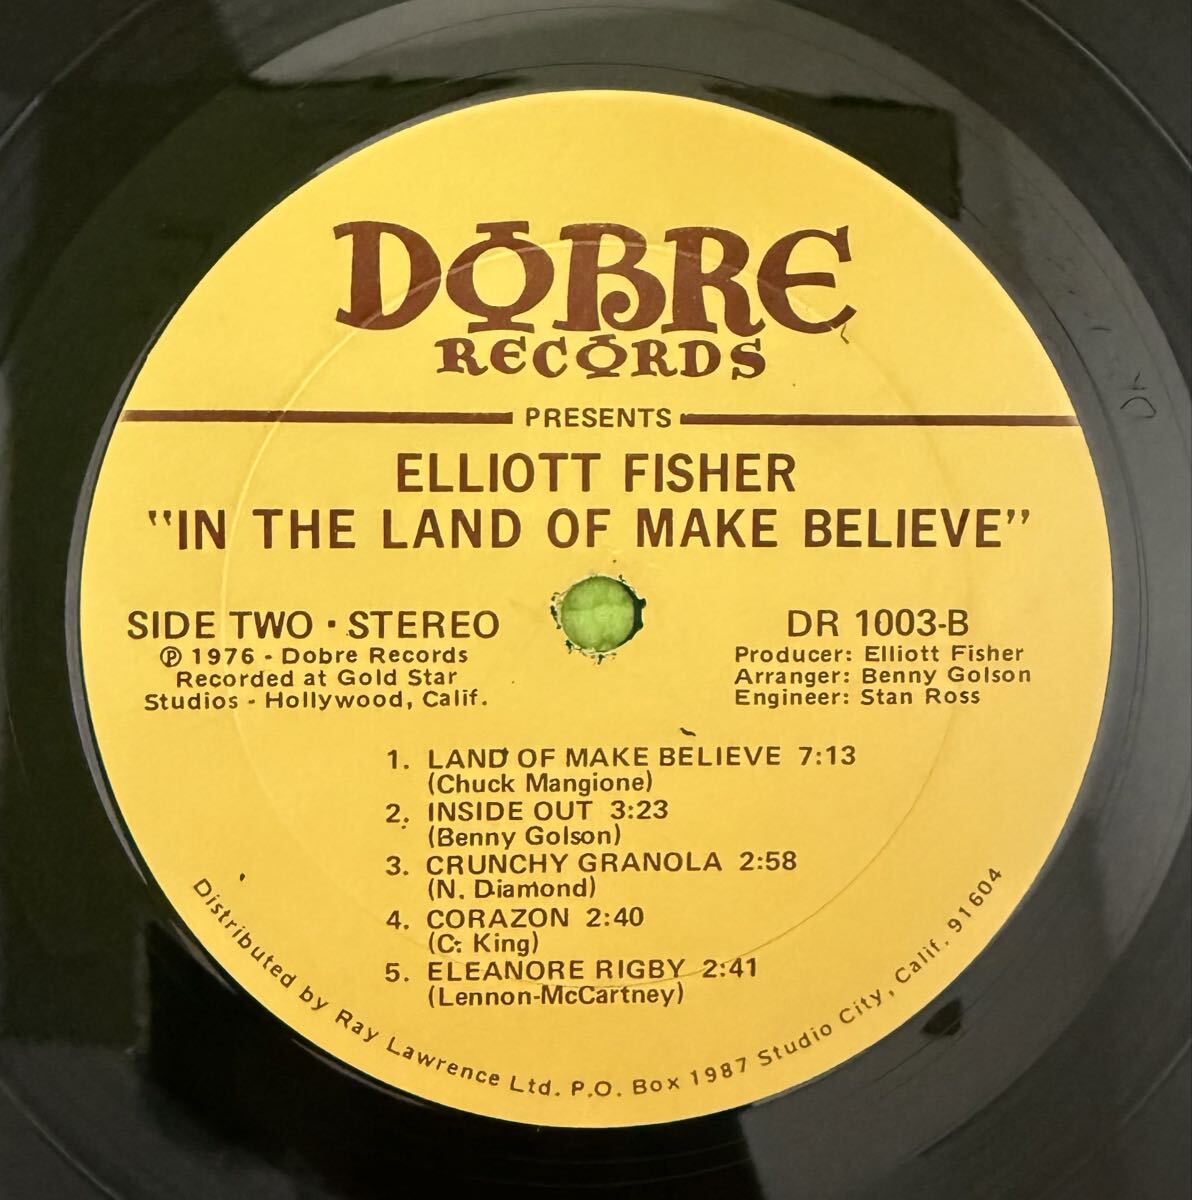 DOBRE
RECORDS
PRESENTS
ELLIOTT FISHER
"IN THE LAND OF MAKE BELIEVE"
SIDE TWO · STEREO
℗ 1976 - Dobre Records
Recorded at Gold Star
Studios - Hollywood, Calif.
DR 1003-B
Producer: Elliott Fisher
Arranger: Benny Golson
Engineer: Stan Ross
1. LAND OF MAKE BELIEVE 7:13
(Chuck Mangione)
2. INSIDE OUT 3:23
(Benny Golson)
3. CRUNCHY GRANOLA 2:58
(N. Diamond)
4. CORAZON 2:40
(C. King)
5. ELEANORE RIGBY 2:41
(Lennon-McCartney)
Distributed by Ray Lawrence Ltd. P.O. Box 1987 Studio City, Calif. 91604